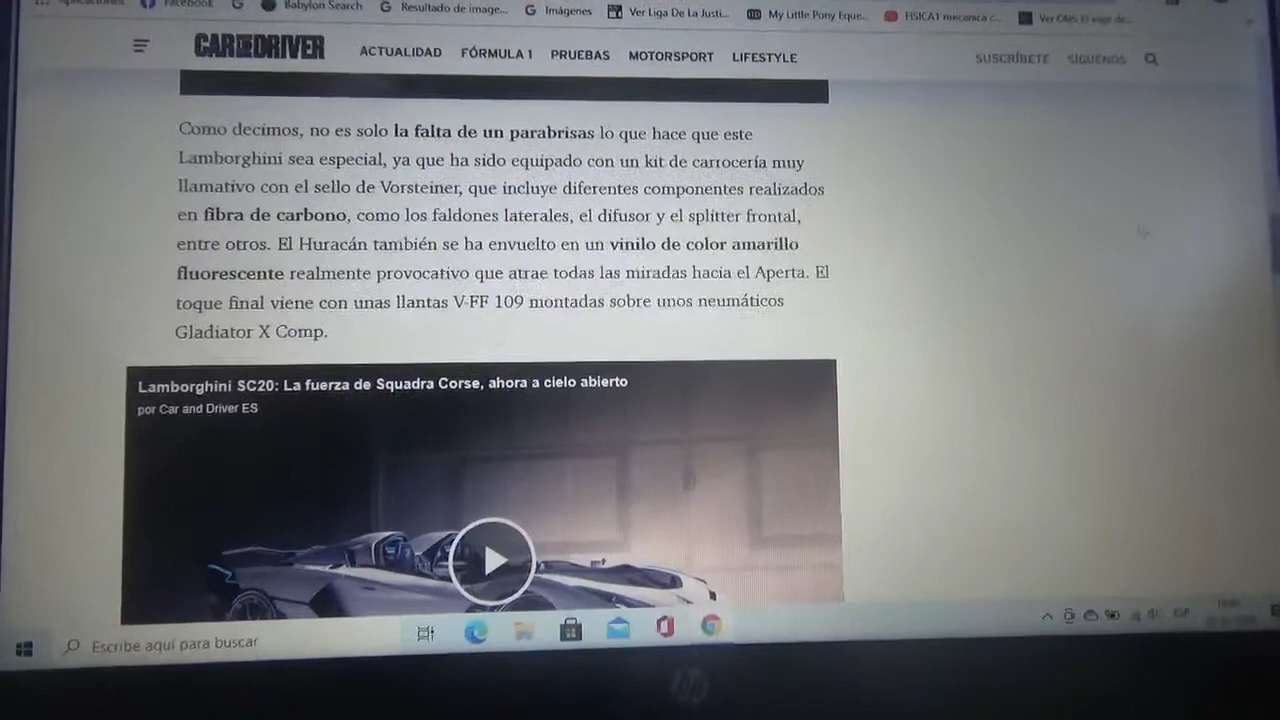 Facebook
Babylon Search
Resultado de image...
Imágenes
Ver Liga De La Justi...
My Little Pony Eque...
FISICA1 mecanica c...
CAR AND DRIVER
ACTUALIDAD
FÓRMULA 1
PRUEBAS
MOTORSPORT
LIFESTYLE
SUSCRÍBETE
SÍGUENOS
Como decimos, no es solo la falta de un parabrisas lo que hace que este
Lamborghini sea especial, ya que ha sido equipado con un kit de carrocería muy
llamativo con el sello de Vorsteiner, que incluye diferentes componentes realizados
en fibra de carbono, como los faldones laterales, el difusor y el splitter frontal,
entre otros. El Huracán también se ha envuelto en un vinilo de color amarillo
fluorescente realmente provocativo que atrae todas las miradas hacia el Aperta. El
toque final viene con unas llantas V-FF 109 montadas sobre unos neumáticos
Gladiator X Comp.
Lamborghini SC20: La fuerza de Squadra Corse, ahora a cielo abierto
por Car and Driver ES
Escribe aquí para buscar
ESP
hp